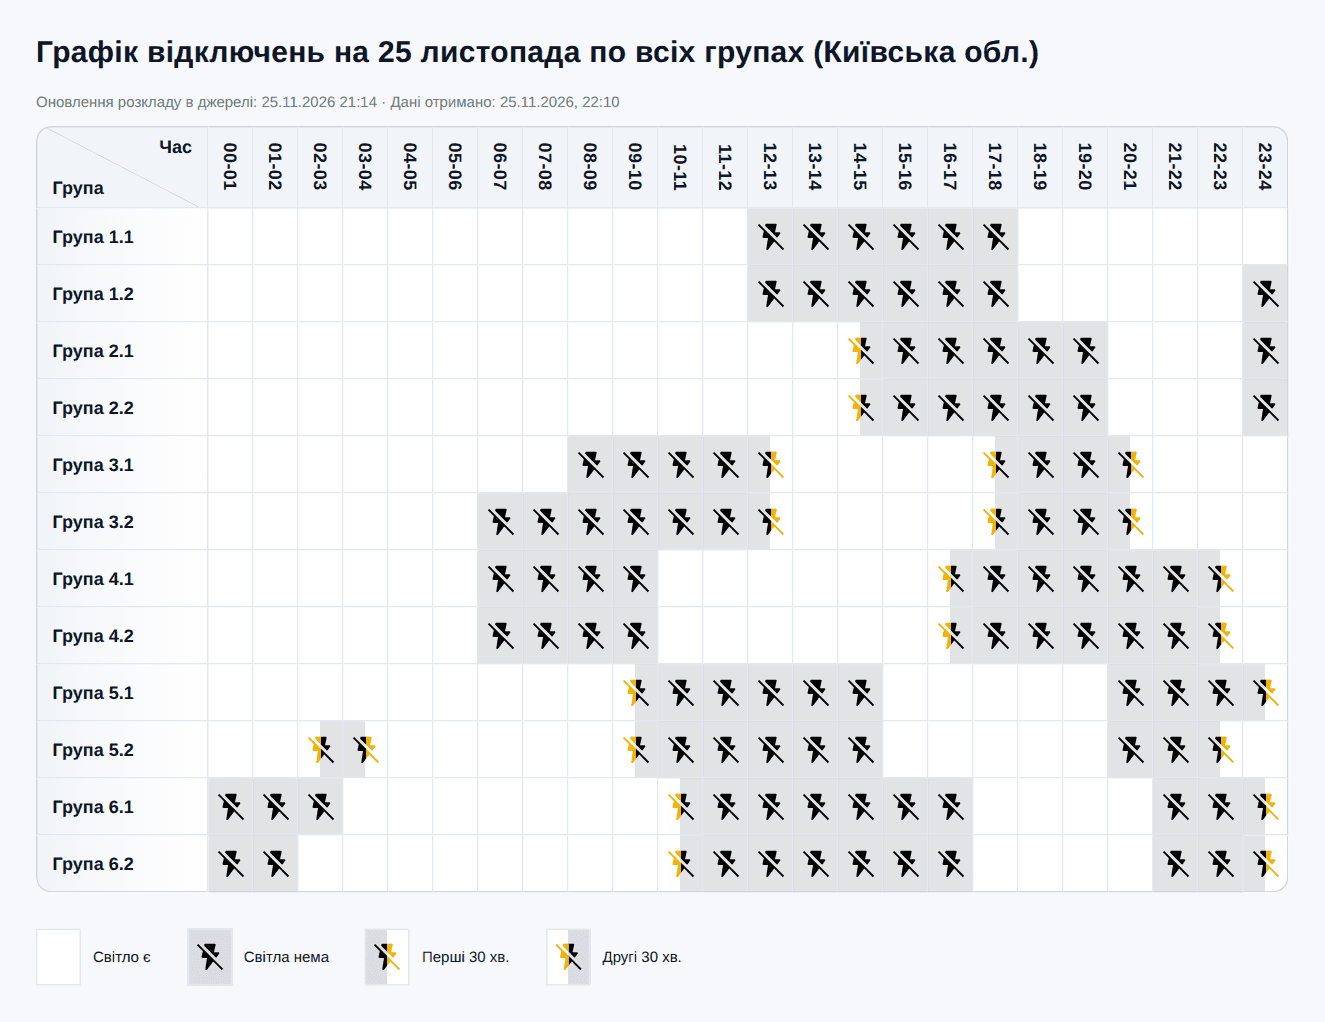 Графік відключень на 25 листопада по всіх групах (Київська обл.)
Оновлення розкладу в джерелі: 25.11.2026 21:14 · Дані отримано: 25.11.2026, 22:10
Час
Група
00-01 01-02 02-03 03-04 04-05 05-06 06-07 07-08 08-09 09-10 10-11 11-12 12-13 13-14 14-15 15-16 16-17 17-18 18-19 19-20 20-21 21-22 22-23 23-24
Група 1.1
Група 1.2
Група 2.1
Група 2.2
Група 3.1
Група 3.2
Група 4.1
Група 4.2
Група 5.1
Група 5.2
Група 6.1
Група 6.2
Світло є Світла нема Перші 30 хв. Другі 30 хв.